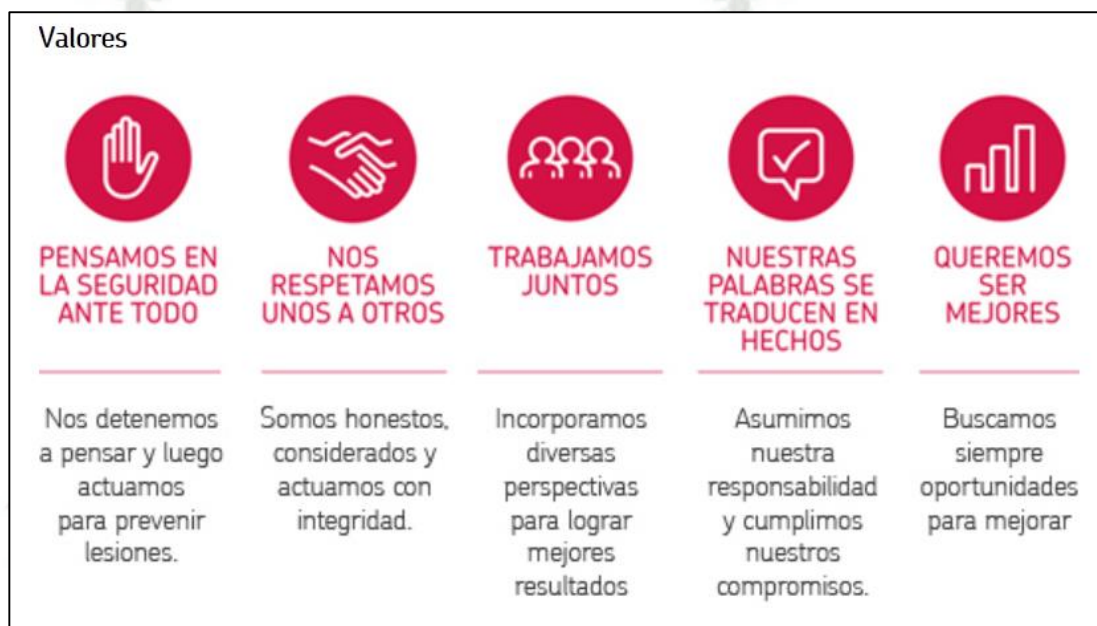 Valores
PENSAMOS EN
LA SEGURIDAD
ANTE TODO
Nos detenemos
a pensar y luego
actuamos
para prevenir
lesiones.
NOS
RESPETAMOS
UNOS A OTROS
Somos honestos,
considerados y
actuamos con
integridad.
TRABAJAMOS
JUNTOS
Incorporamos
diversas
perspectivas
para lograr
mejores
resultados
NUESTRAS
PALABRAS SE
TRADUCEN EN
HECHOS
Asumimos
nuestra
responsabilidad
y cumplimos
nuestros
compromisos.
QUEREMOS
SER
MEJORES
Buscamos
siempre
oportunidades
para mejorar